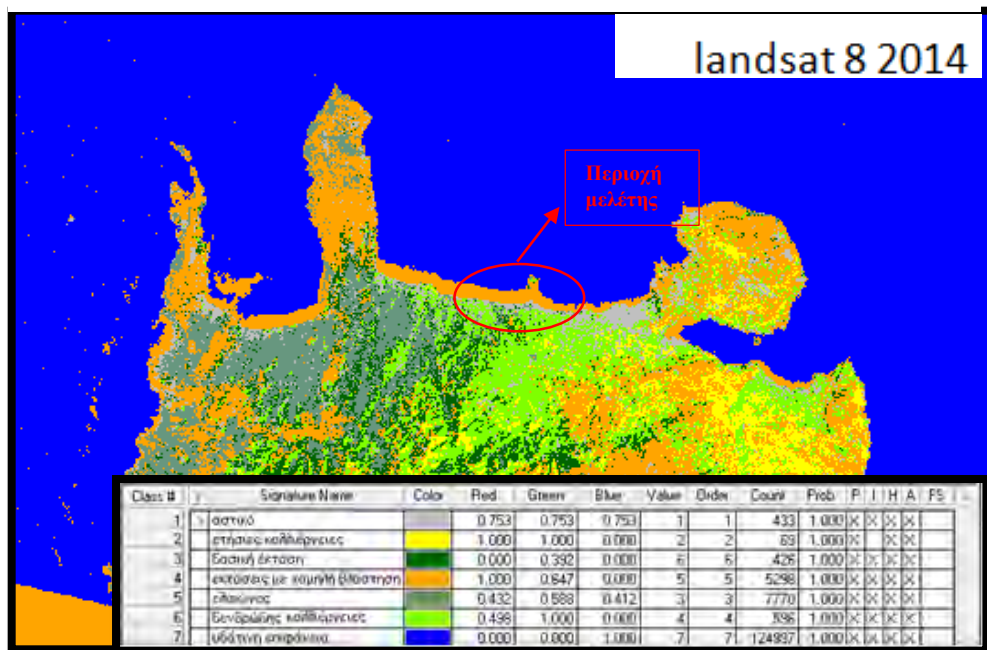 landsat 8 2014
Περιοχή
μελέτης
Class # Signature Name Color Red Green Blue Value Order Count Prob P I H A FS
1 > αστικό 0.753 0.753 0.753 1 1 433 1.000 X X X X
2 ετήσιες καλλιέργειες 1.000 1.000 0.000 2 2 69 1.000 X X X
3 δασική έκταση 0.000 0.392 0.000 6 6 426 1.000 X X X X
4 εκτάσεις με χαμηλή βλάστηση 1.000 0.647 0.000 5 5 5298 1.000 X X X X
5 ελαιώνας 0.432 0.588 0.412 3 3 7770 1.000 X X X X
6 δενδρώδης καλλιέργειες 0.498 1.000 0.000 4 4 596 1.000 X X X X
7 υδάτινη επιφάνεια 0.000 0.000 1.000 7 7 124937 1.000 X X X X